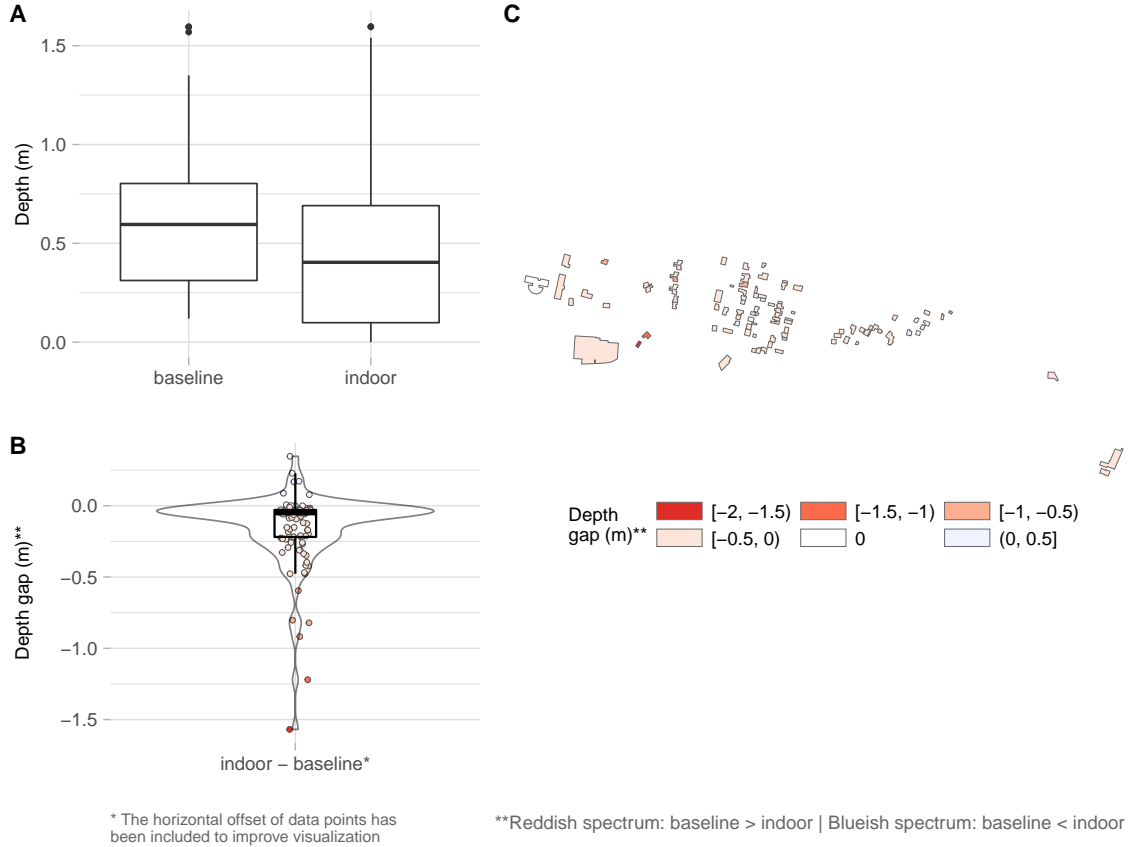 A
Depth (m)
1.5
1.0
0.5
0.0
baseline
indoor
B
Depth gap (m)**
0.0
−0.5
−1.0
−1.5
indoor − baseline*
* The horizontal offset of data points has
been included to improve visualization
C
Depth
gap (m)**
[−2, −1.5)
[−1.5, −1)
[−1, −0.5)
[−0.5, 0)
0
(0, 0.5]
**Reddish spectrum: baseline > indoor | Blueish spectrum: baseline < indoor